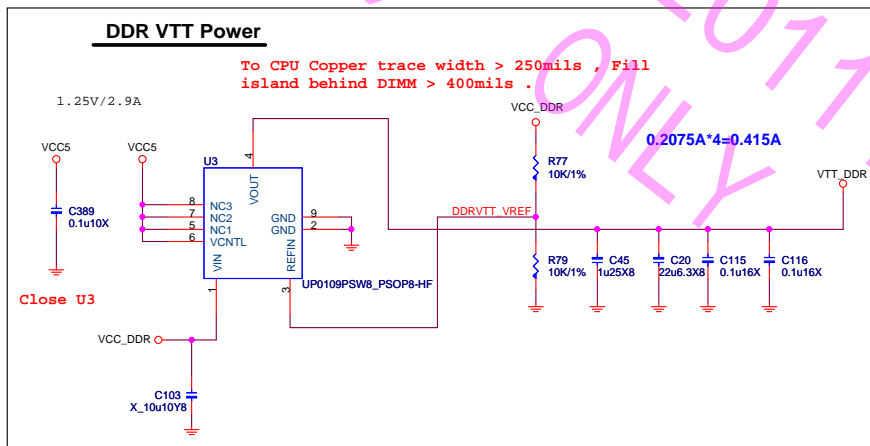 DDR VTT Power
To CPU Copper trace width > 250mils , Fill
island behind DIMM > 400mils .
1.25V/2.9A
VCC_DDR
0.2075A*4=0.415A
VCC5
VCC5
4
U3
VOUT
R77
10K/1%
VTT_DDR
C389
0.1u10X
8 NC3
7 NC2
5 NC1
6 VCNTL
GND 9
GND 2
DDRVTT_VREF
VIN
REFIN
1
3
UP0109PSW8_PSOP8-HF
R79
10K/1%
C45
1u25X8
C20
22u6.3X8
C115
0.1u16X
C116
0.1u16X
Close U3
VCC_DDR
C103
X_10u10Y8
2011
ONLY